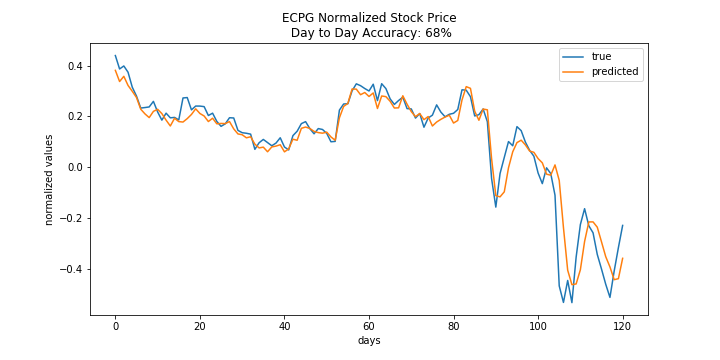 ECPG Normalized Stock Price
Day to Day Accuracy: 68%
true
predicted
normalized values
0.4
0.2
0.0
−0.2
−0.4
0
20
40
60
80
100
120
days